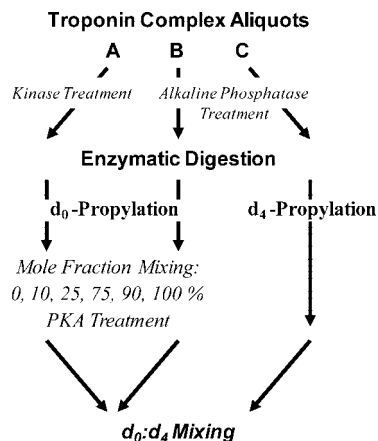 Troponin Complex Aliquots
A B C
Kinase Treatment Alkaline Phosphatase
Treatment
Enzymatic Digestion
d0-Propylation d4-Propylation
Mole Fraction Mixing:
0, 10, 25, 75, 90, 100 %
PKA Treatment
d0:d4 Mixing